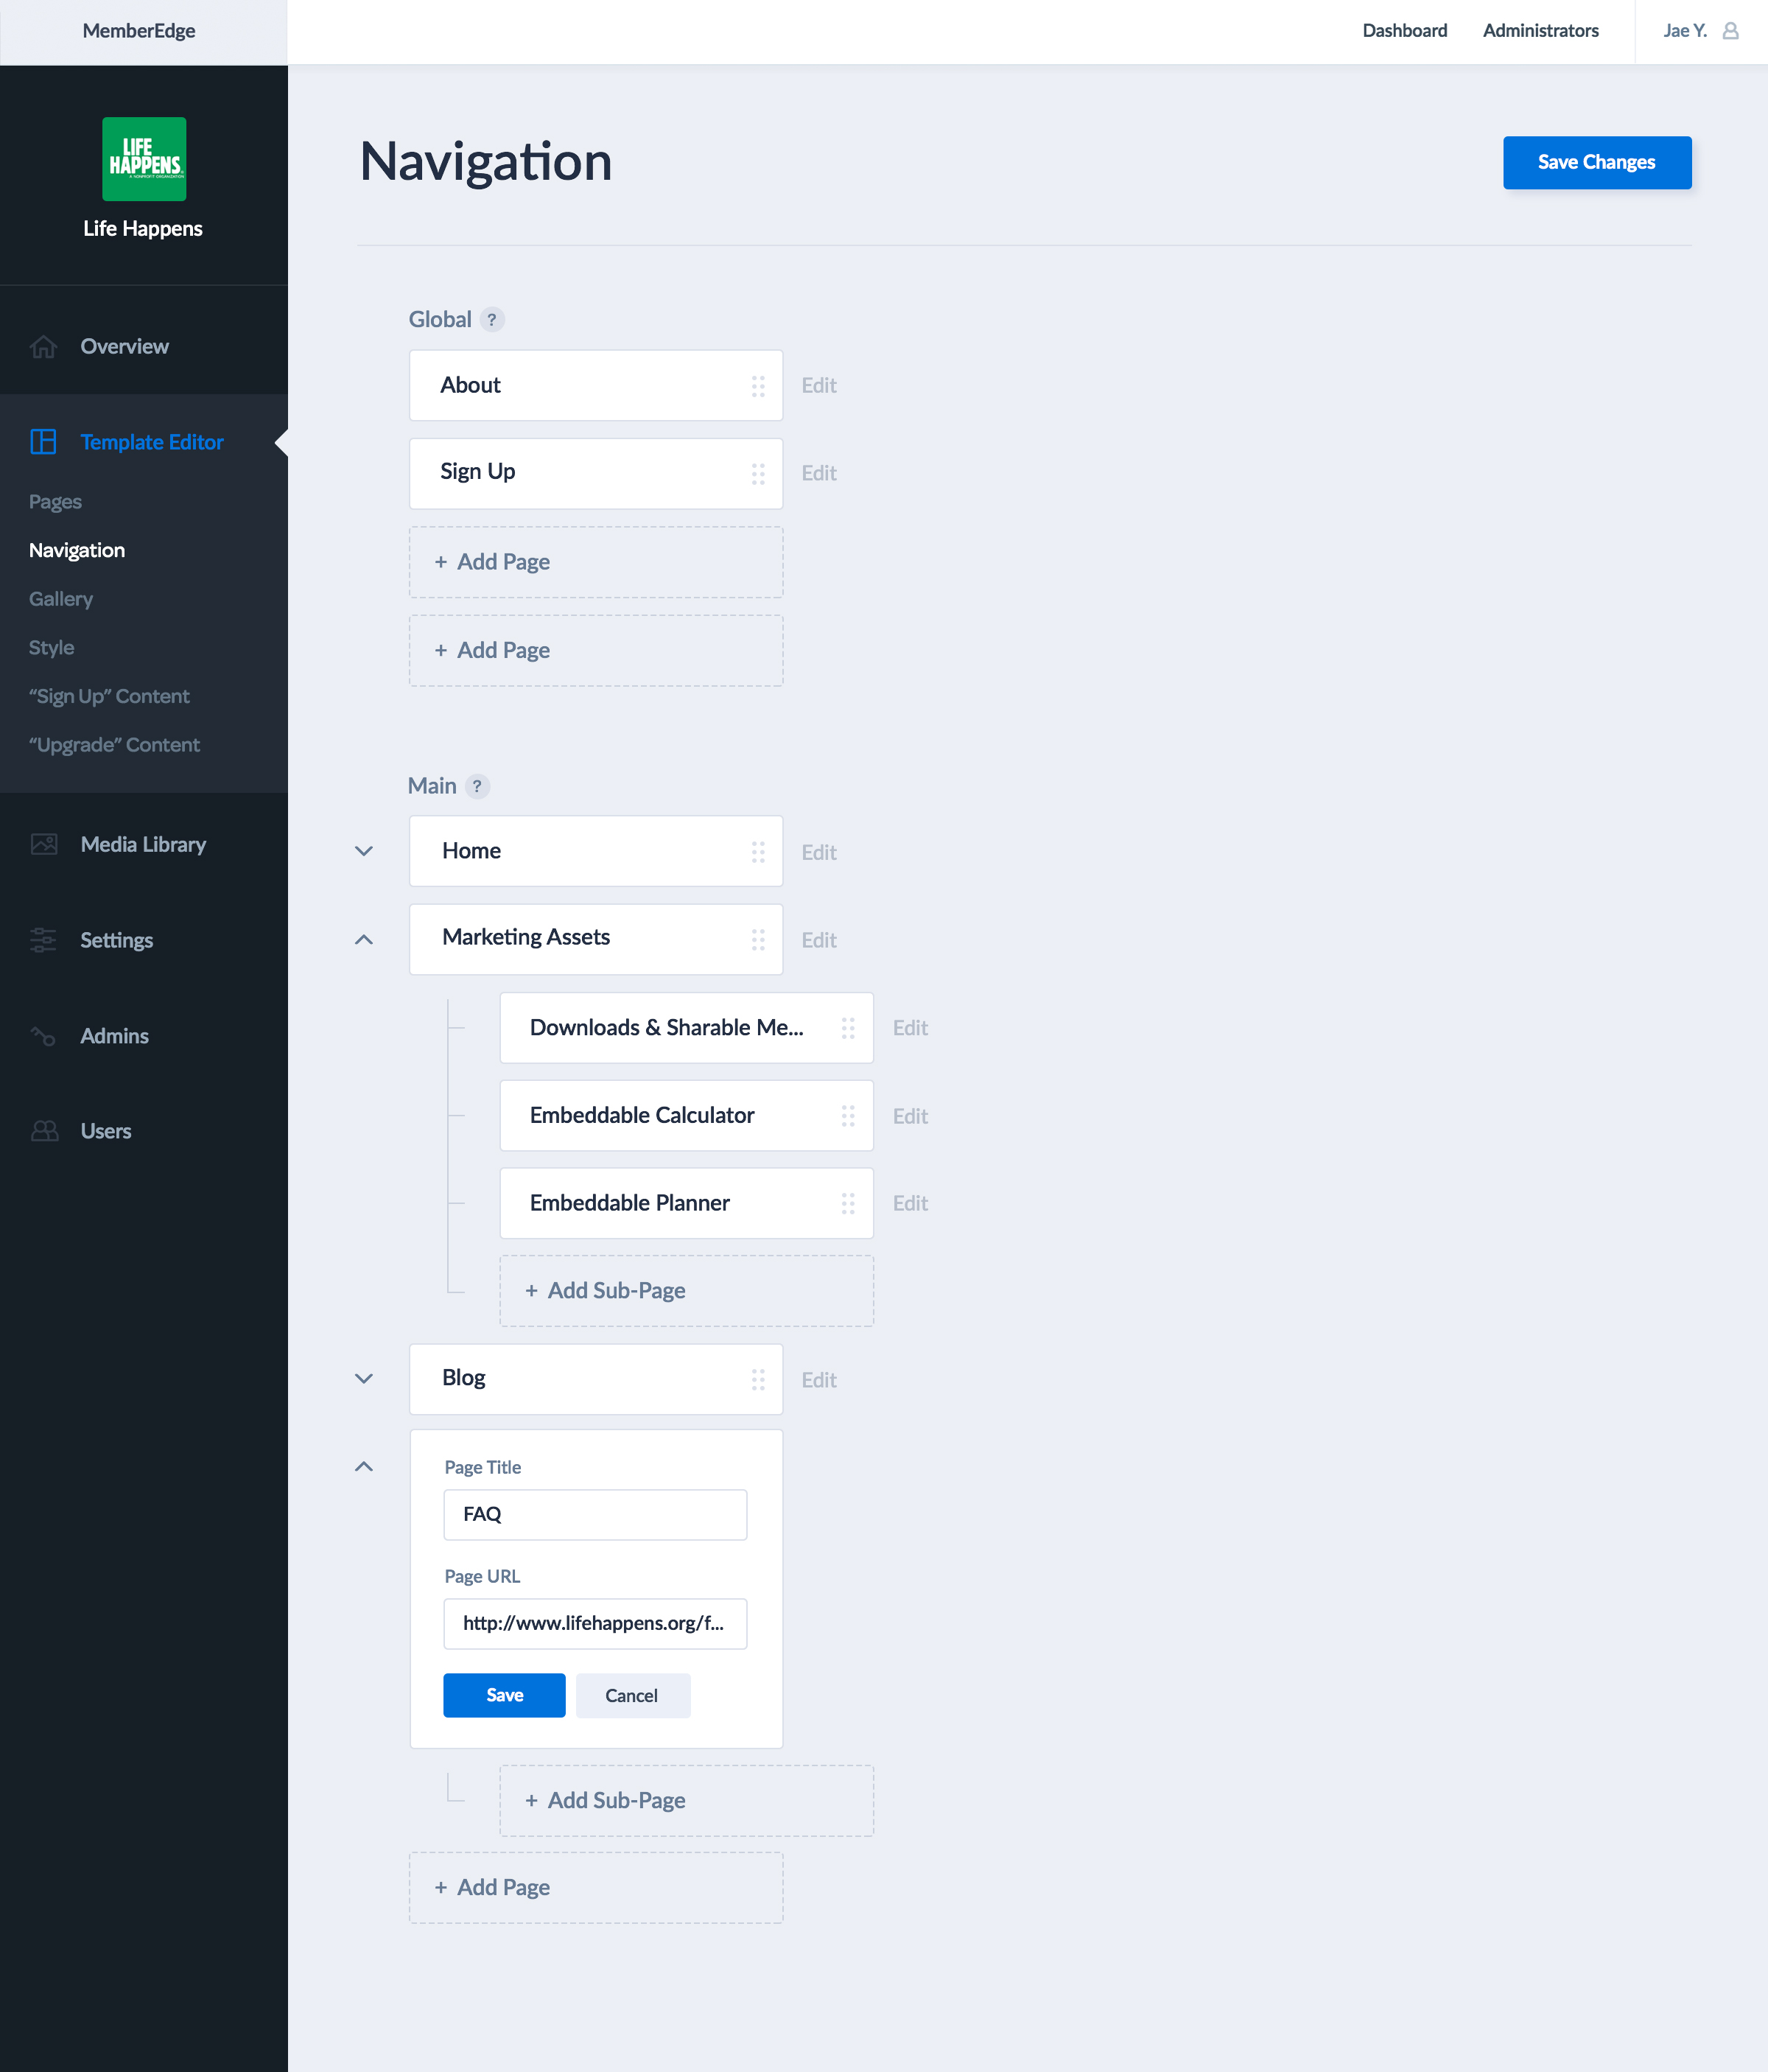 MemberEdge
Dashboard
Administrators
Jae Y.
LIFE
HAPPENS
A NONPROFIT ORGANIZATION
Life Happens
Overview
Template Editor
Pages
Navigation
Gallery
Style
“Sign Up” Content
“Upgrade” Content
Media Library
Settings
Admins
Users
Navigation
Save Changes
Global ?
About
Edit
Sign Up
Edit
+ Add Page
+ Add Page
Main ?
Home
Edit
Marketing Assets
Edit
Downloads & Sharable Me...
Edit
Embeddable Calculator
Edit
Embeddable Planner
Edit
+ Add Sub-Page
Blog
Edit
Page Title
FAQ
Page URL
http://www.lifehappens.org/f...
Save
Cancel
+ Add Sub-Page
+ Add Page